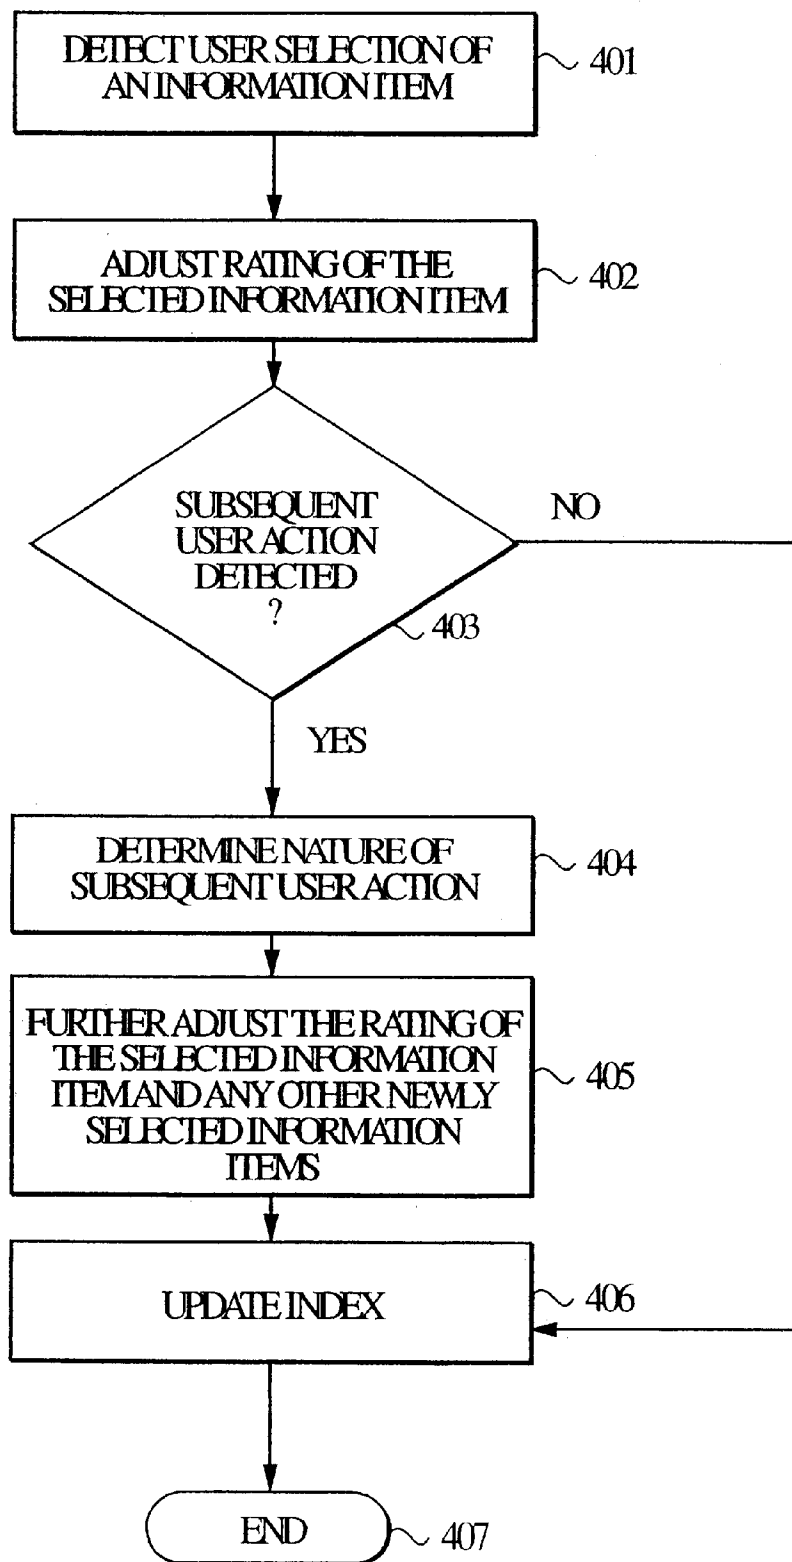 DETECT USER SELECTION OF
AN INFORMATION ITEM
401
ADJUST RATING OF THE
SELECTED INFORMATION ITEM
402
SUBSEQUENT
USER ACTION
DETECTED
?
403
NO
YES
DETERMINE NATURE OF
SUBSEQUENT USER ACTION
404
FURTHER ADJUST THE RATING OF
THE SELECTED INFORMATION
ITEM AND ANY OTHER NEWLY
SELECTED INFORMATION
ITEMS
405
UPDATE INDEX
406
END
407